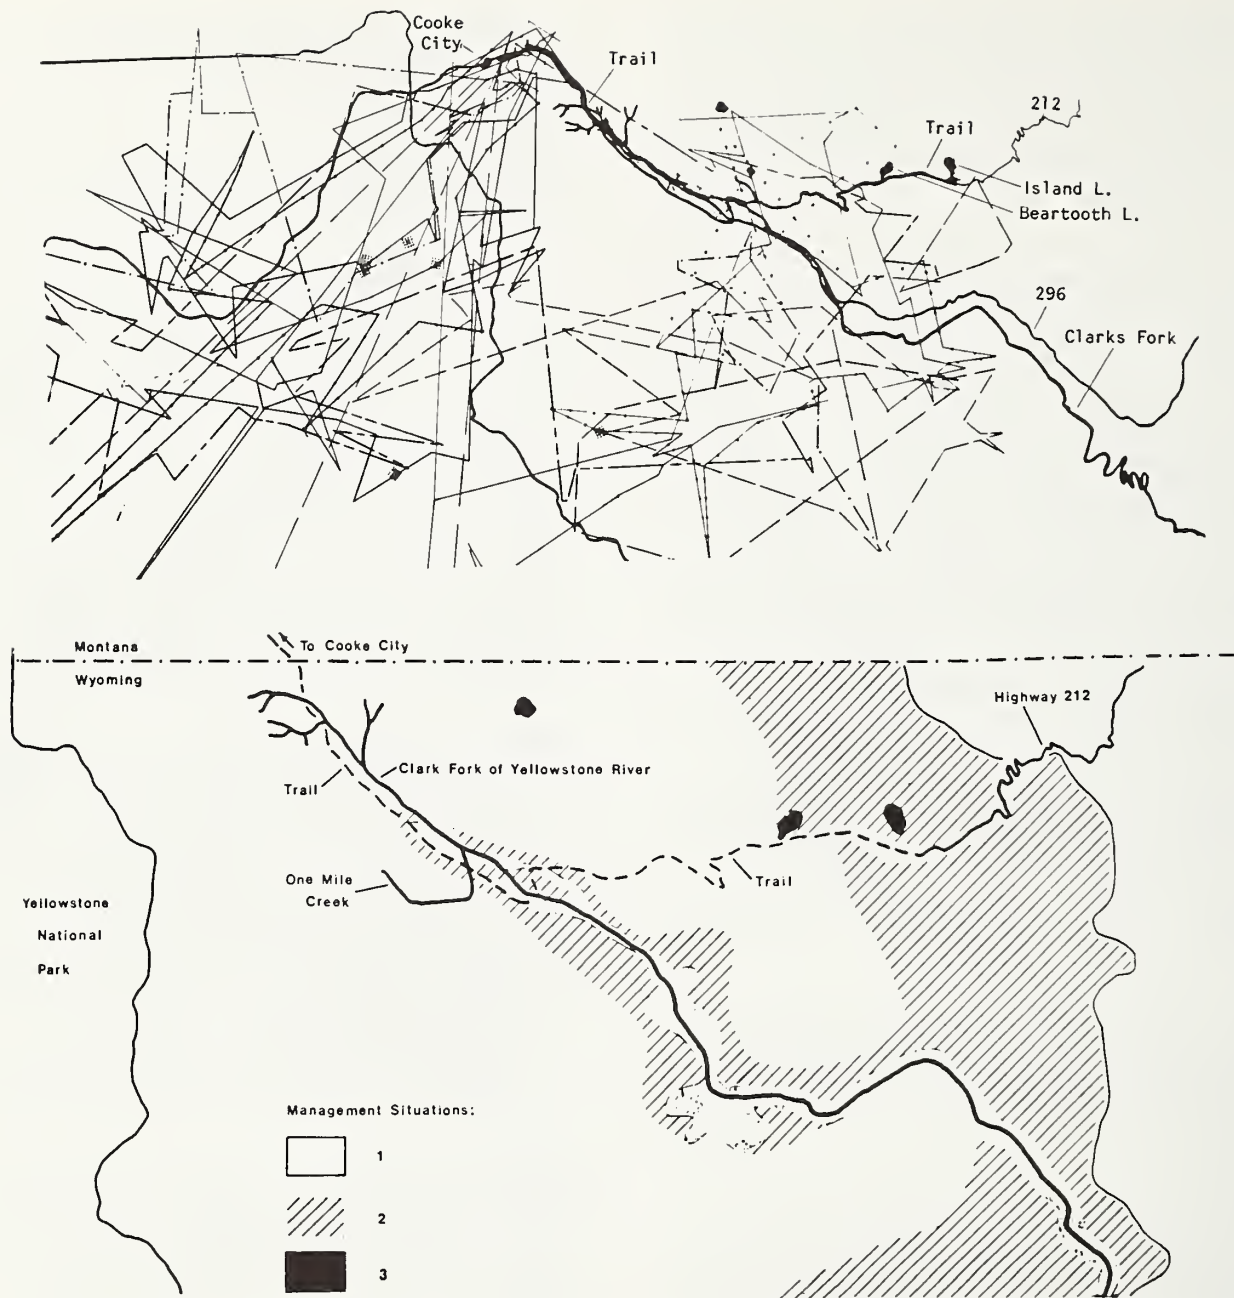 Cooke
City
Trail
212
Trail
Island L.
Beartooth L.
296
Clarks Fork
Montana
To Cooke City
Wyoming
Highway 212
Clark Fork of Yellowstone River
Trail
One Mile
Creek
Trail
Yellowstone
National
Park
Management Situations:
1
2
3